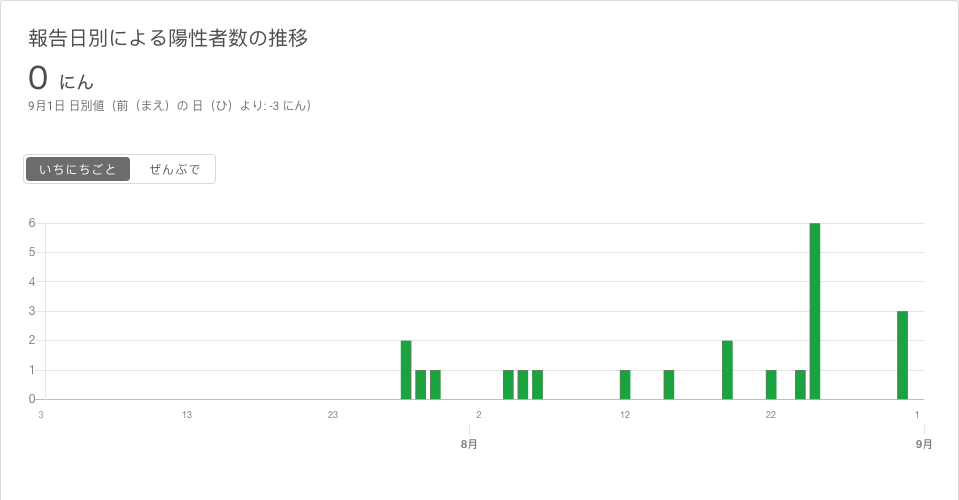 報告日別による陽性者数の推移
0 にん
9月1日 日別値（前（まえ）の 日（ひ）より: -3 にん）
いちにちごと ぜんぶで
6
5
4
3
2
1
0
3 13 23 2 12 22 1
8月 9月